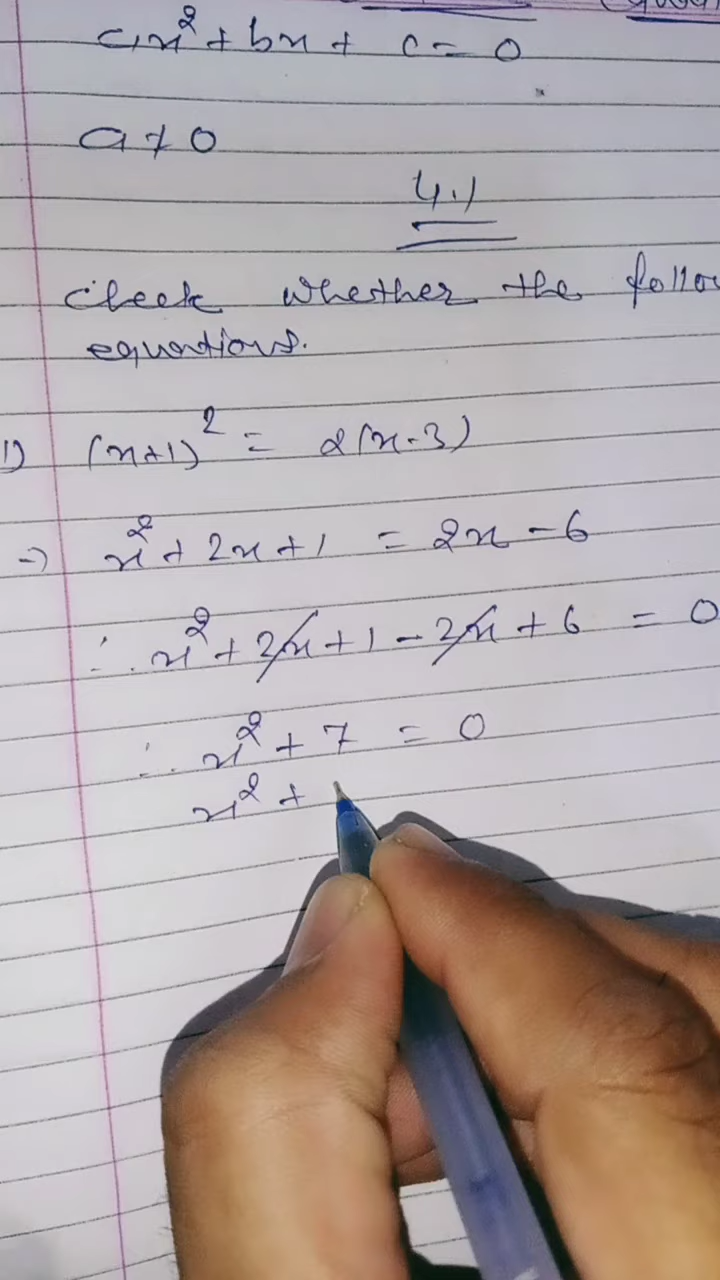 ax² + bx + c = 0
a ≠ 0
4.1
Check whether the
equations.
1) (x+1)² = 2(x-3)
⇒ x² + 2x + 1 = 2x - 6
∴ x² + 2x + 1 - 2x + 6 = 0
∴ x² + 7 = 0
x² +